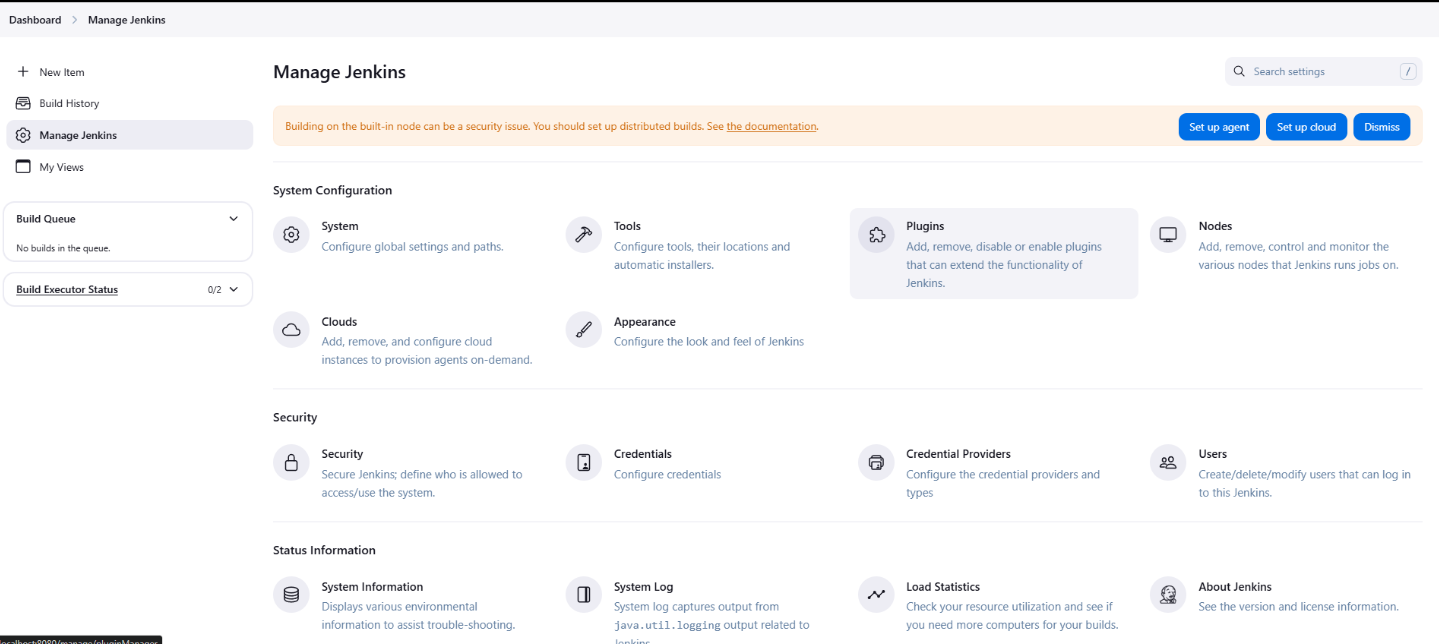 Dashboard > Manage Jenkins
New Item
Build History
Manage Jenkins
My Views
Build Queue
No builds in the queue.
Build Executor Status 0/2
Manage Jenkins
Search settings /
Building on the built-in node can be a security issue. You should set up distributed builds. See the documentation.
Set up agent Set up cloud Dismiss
System Configuration
System
Configure global settings and paths.
Tools
Configure tools, their locations and
automatic installers.
Plugins
Add, remove, disable or enable plugins
that can extend the functionality of
Jenkins.
Nodes
Add, remove, control and monitor the
various nodes that Jenkins runs jobs on.
Clouds
Add, remove, and configure cloud
instances to provision agents on-demand.
Appearance
Configure the look and feel of Jenkins
Security
Security
Secure Jenkins; define who is allowed to
access/use the system.
Credentials
Configure credentials
Credential Providers
Configure the credential providers and
types
Users
Create/delete/modify users that can log in
to this Jenkins.
Status Information
System Information
Displays various environmental
information to assist trouble-shooting.
System Log
System log captures output from
java.util.logging output related to
Jenkins.
Load Statistics
Check your resource utilization and see if
you need more computers for your builds.
About Jenkins
See the version and license information.